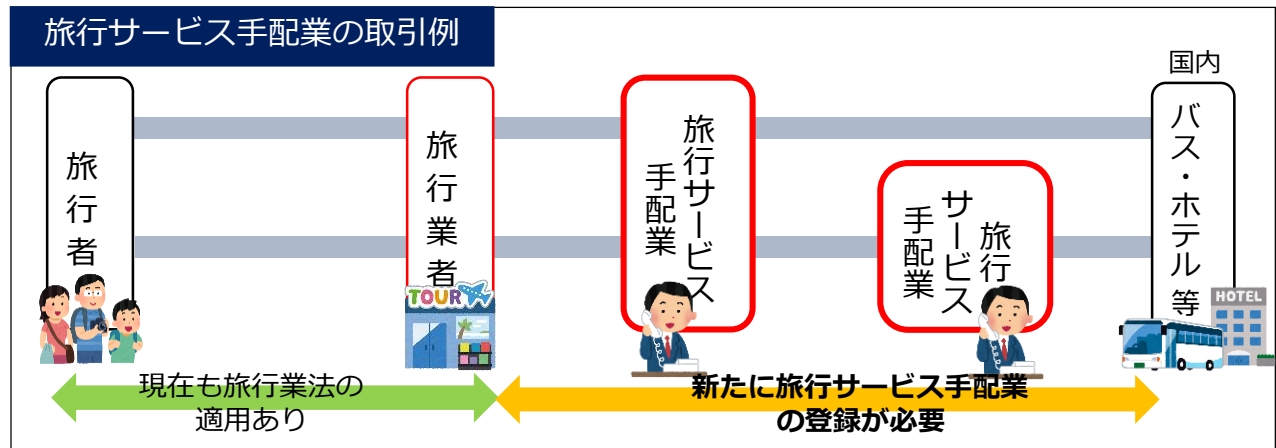 旅行サービス手配業の取引例
旅行者
旅行業者
TOUR
旅行サービス
手配業
旅行
サービス
手配業
国内
バス・ホテル等
HOTEL
現在も旅行業法の
適用あり
新たに旅行サービス手配業
の登録が必要